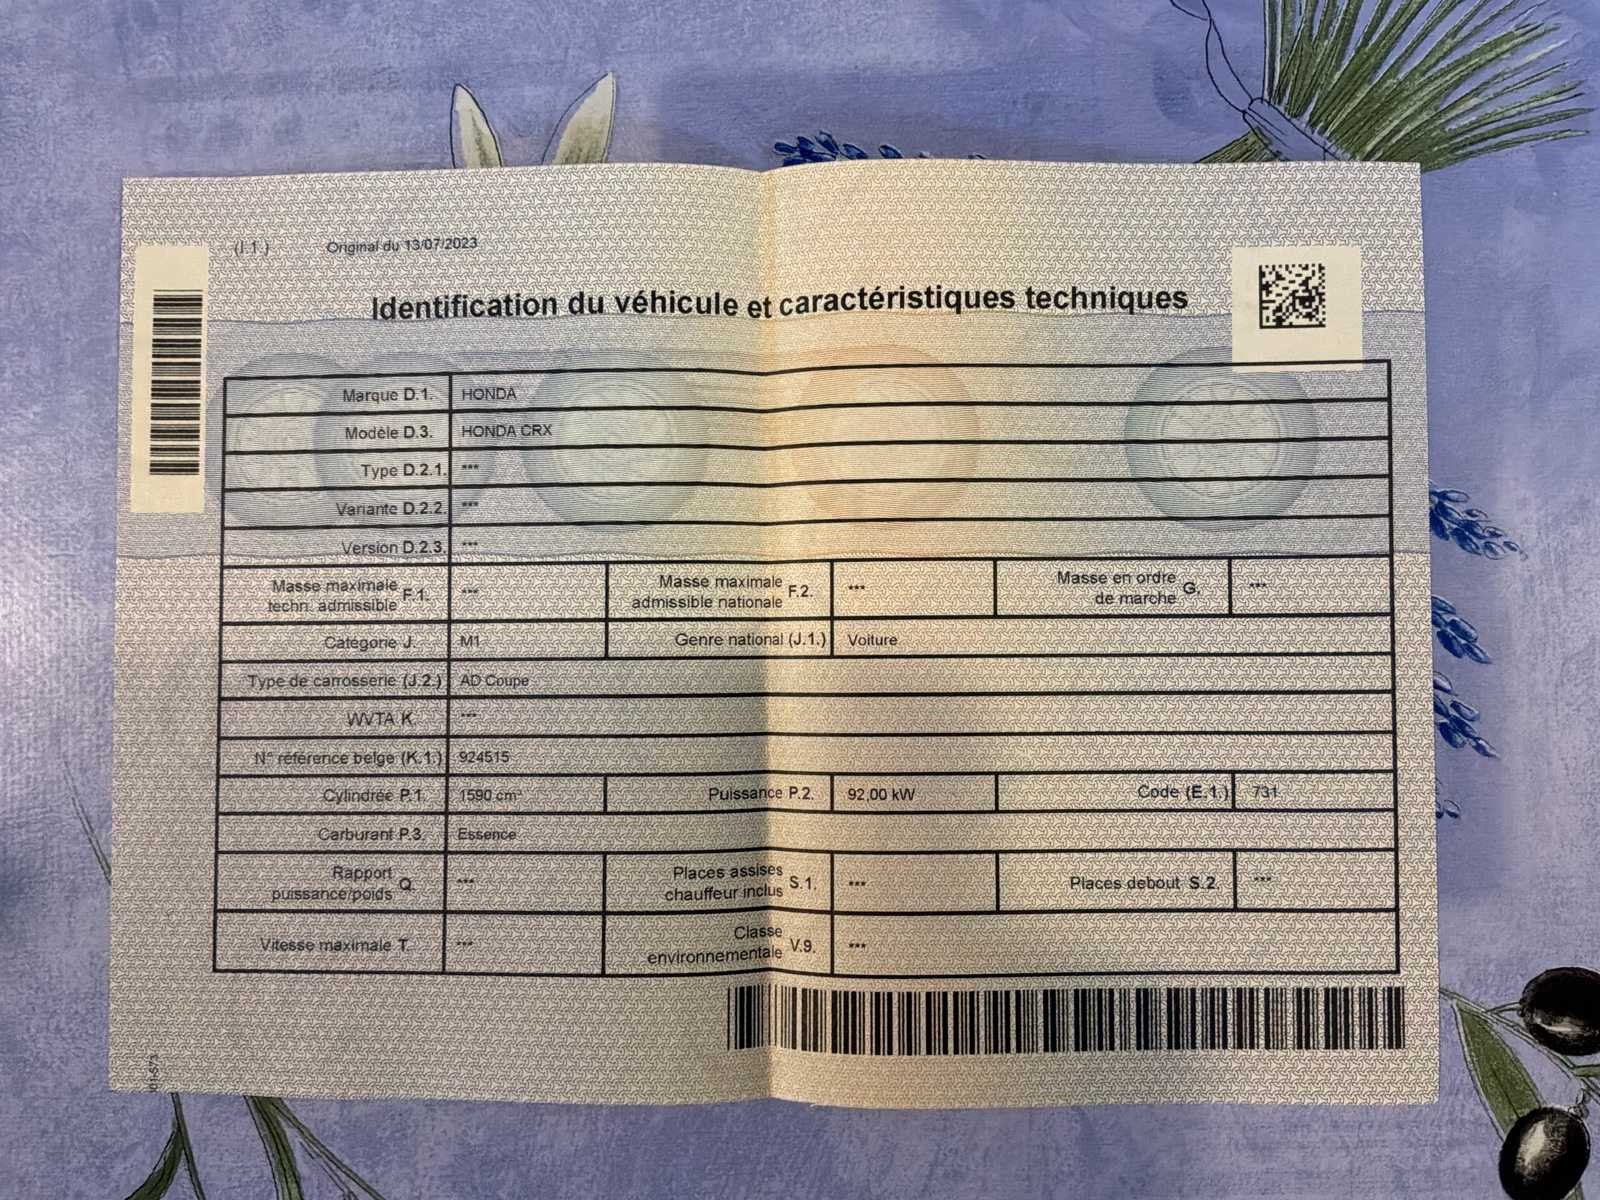 (J.1.) Original du 13/07/2023
Identification du véhicule et caractéristiques techniques
Marque D.1. HONDA
Modèle D.3. HONDA CRX
Type D.2.1. ***
Variante D.2.2. ***
Version D.2.3. ***
Masse maximale techn. admissible F.1. *** Masse maximale admissible nationale F.2. *** Masse en ordre de marche G. ***
Catégorie J. M1 Genre national (J.1.) Voiture
Type de carrosserie (J.2.) AD Coupe
WVTA K. ***
N° référence belge (K.1.) 924515
Cylindrée P.1. 1590 cm³ Puissance P.2. 92,00 kW Code (E.1.) 731
Carburant P.3. Essence
Rapport puissance/poids Q. *** Places assises chauffeur inclus S.1. *** Places debout S.2. ***
Vitesse maximale T. *** Classe environnementale V.9. ***